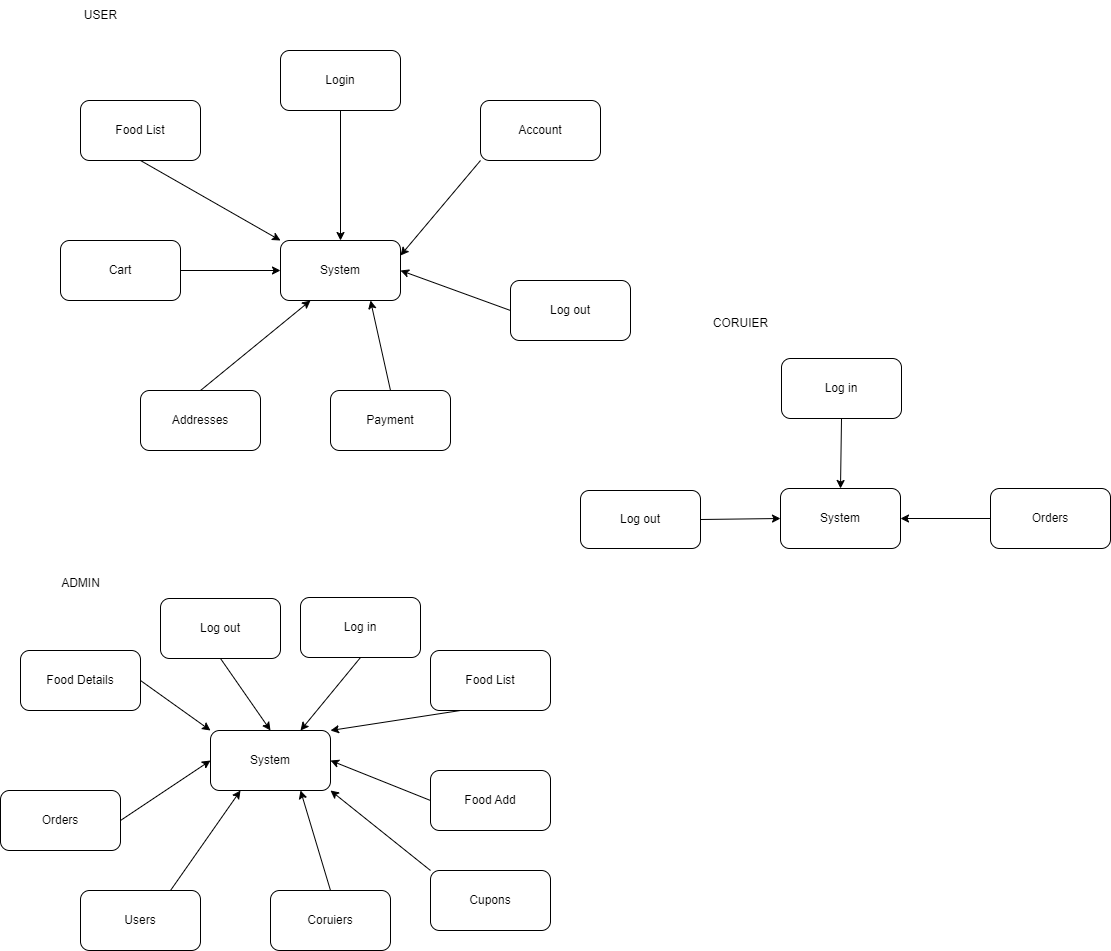 USER
Login
Food List
Account
Cart
System
Log out
Addresses
Payment
CORUIER
Log in
Log out
System
Orders
ADMIN
Log out
Log in
Food Details
Food List
System
Food Add
Orders
Cupons
Users
Coruiers